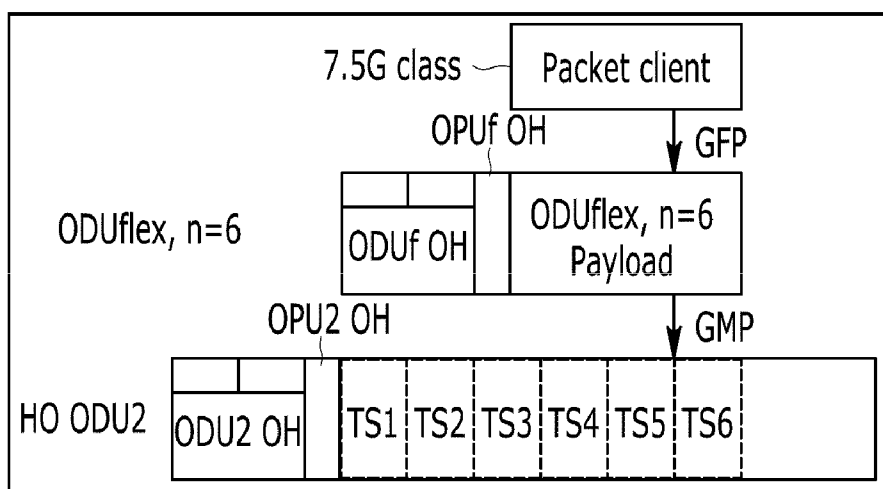 7.5G class
Packet client
OPUf OH
GFP
ODUflex, n=6
ODUf OH
ODUflex, n=6
Payload
OPU2 OH
GMP
HO ODU2
ODU2 OH
TS1 TS2 TS3 TS4 TS5 TS6